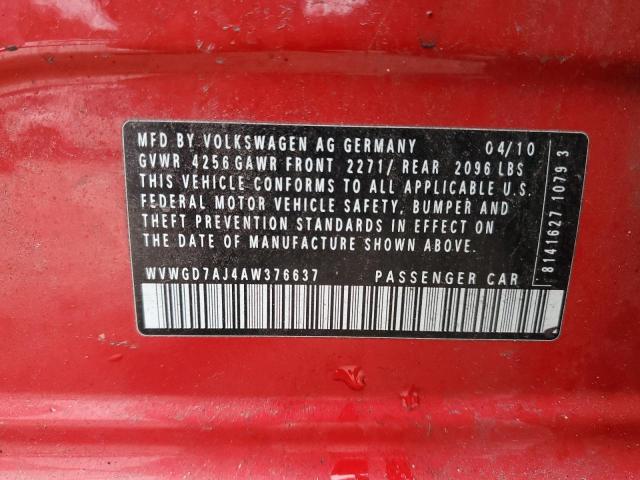 MFD BY VOLKSWAGEN AG GERMANY 04/10
GVWR 4256 GAWR FRONT 2271/ REAR 2096 LBS
THIS VEHICLE CONFORMS TO ALL APPLICABLE U.S.
FEDERAL MOTOR VEHICLE SAFETY, BUMPER AND
THEFT PREVENTION STANDARDS IN EFFECT ON
DATE OF MANUFACTURE SHOWN ABOVE.
WVWGD7AJ4AW376637 PASSENGER CAR
8141627 1079 3